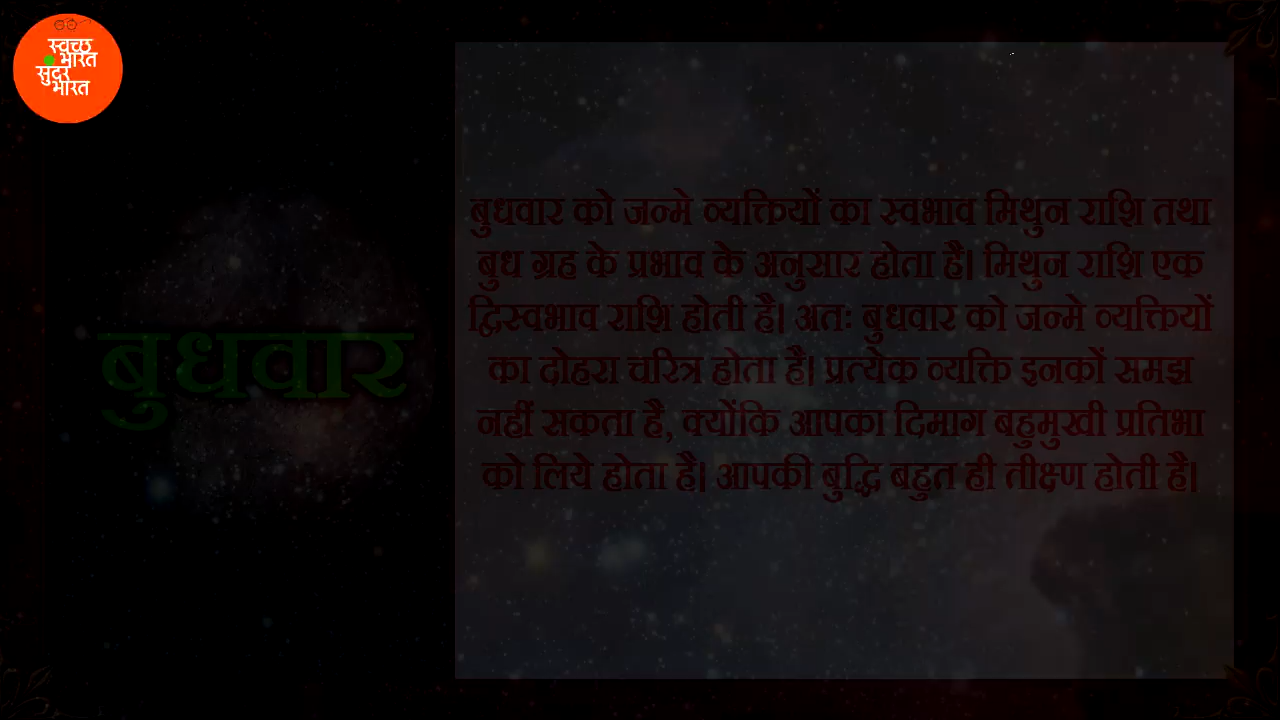 स्वच्छ
भारत
सुंदर
भारत
बुधवार
बुधवार को जन्मे व्यक्तियों का स्वभाव मिथुन राशि तथा
बुध ग्रह के प्रभाव के अनुसार होता है। मिथुन राशि एक
द्विस्वभाव राशि होती है। अतः बुधवार को जन्मे व्यक्तियों
का दोहरा चरित्र होता है। प्रत्येक व्यक्ति इनकों समझ
नहीं सकता है, क्योंकि आपका दिमाग बहुमुखी प्रतिभा
को लिये होता है। आपकी बुद्धि बहुत ही तीक्ष्ण होती है।